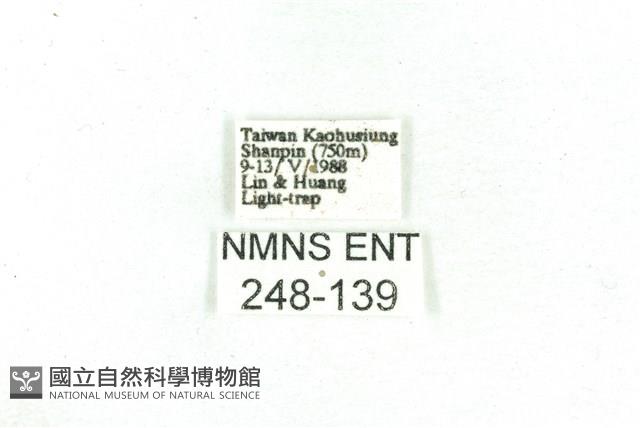 Taiwan Kaohusiung
Shanpin (750m)
9-13/ V/1988
Lin & Huang
Light-trap
NMNS ENT
248-139
國立自然科學博物館
NATIONAL MUSEUM OF NATURAL SCIENCE